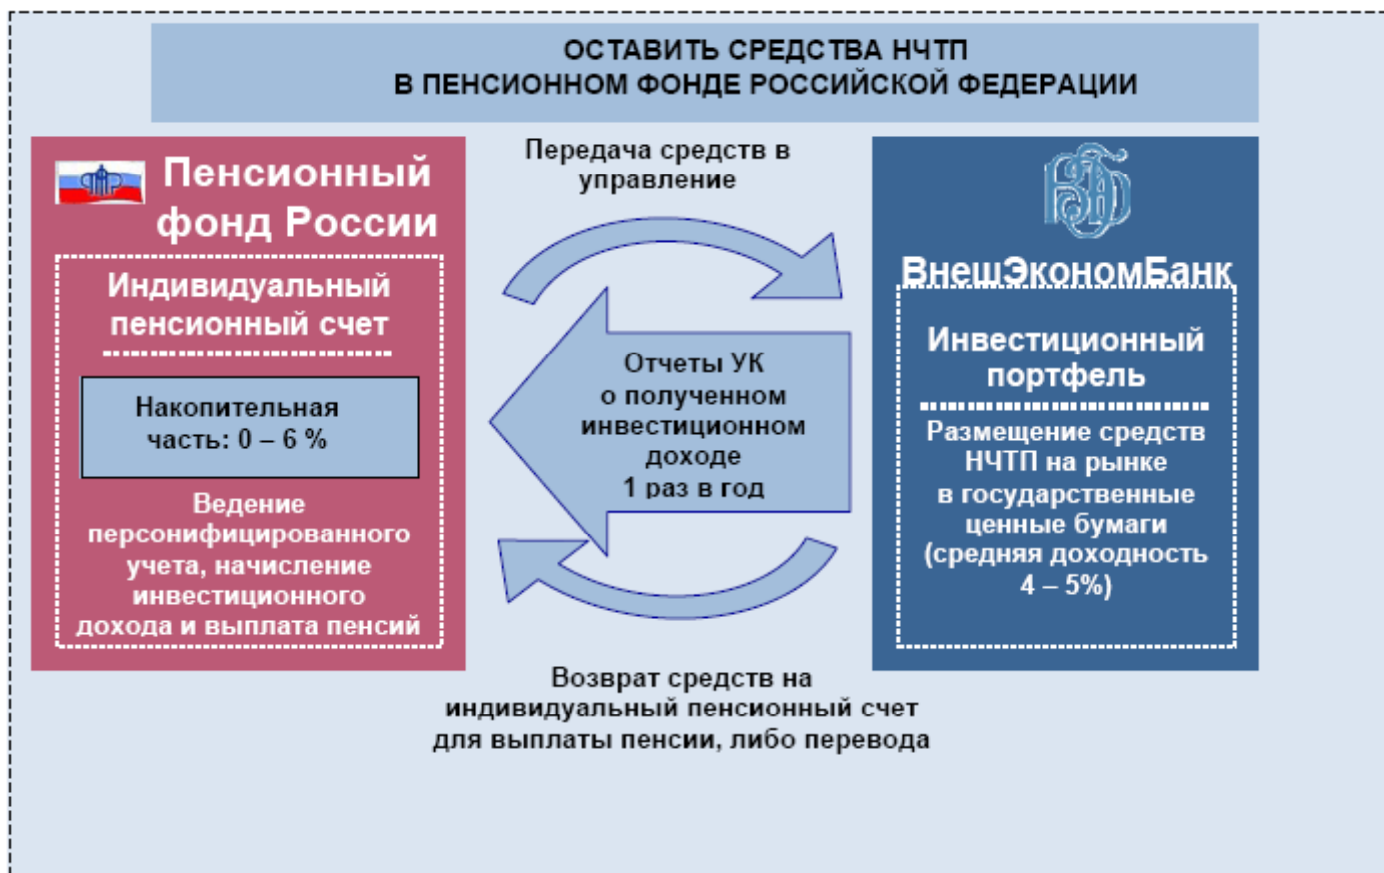 ОСТАВИТЬ СРЕДСТВА НЧТП
В ПЕНСИОННОМ ФОНДЕ РОССИЙСКОЙ ФЕДЕРАЦИИ
Пенсионный
фонд России
Индивидуальный
пенсионный счет
Накопительная
часть: 0 – 6 %
Ведение
персонифицированного
учета, начисление
инвестиционного
дохода и выплата пенсий
Передача средств в
управление
Отчеты УК
о полученном
инвестиционном
доходе
1 раз в год
Возврат средств на
индивидуальный пенсионный счет
для выплаты пенсии, либо перевода
ВнешЭкономБанк
Инвестиционный
портфель
Размещение средств
НЧТП на рынке
в государственные
ценные бумаги
(средняя доходность
4 – 5%)